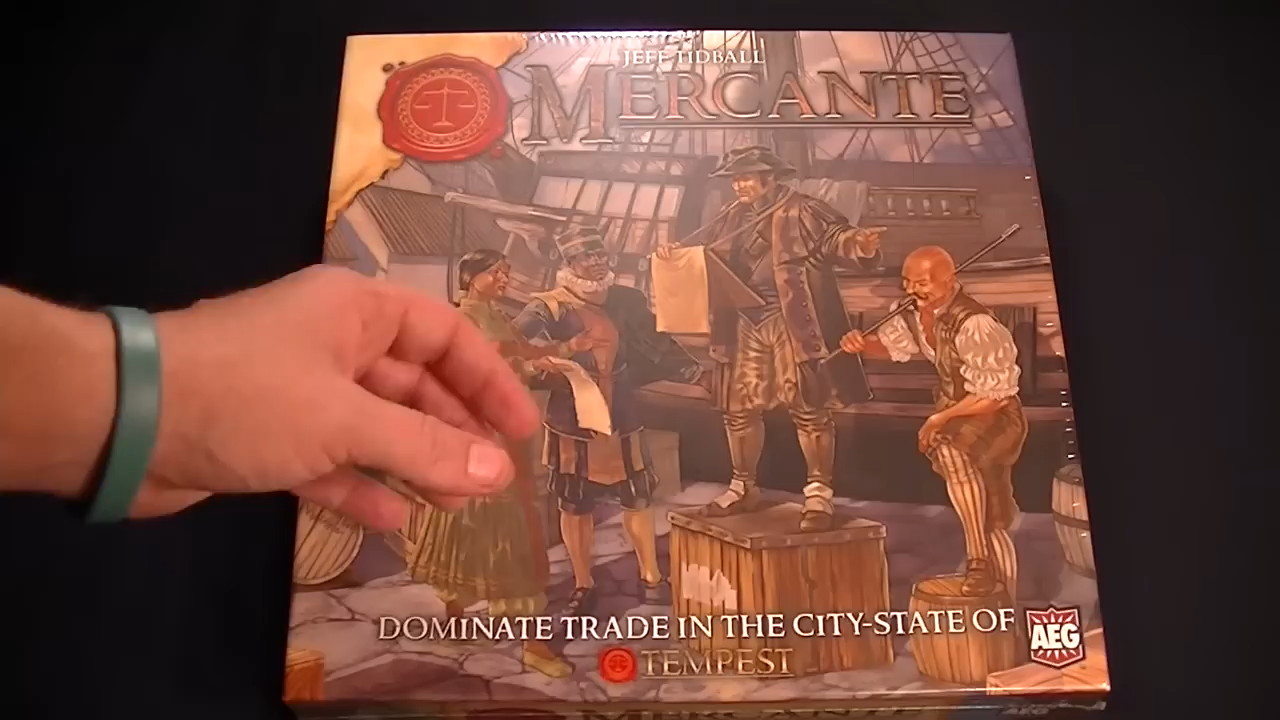 JEFF TIDBALL
MERCANTE
DOMINATE TRADE IN THE CITY-STATE OF
TEMPEST
AEG